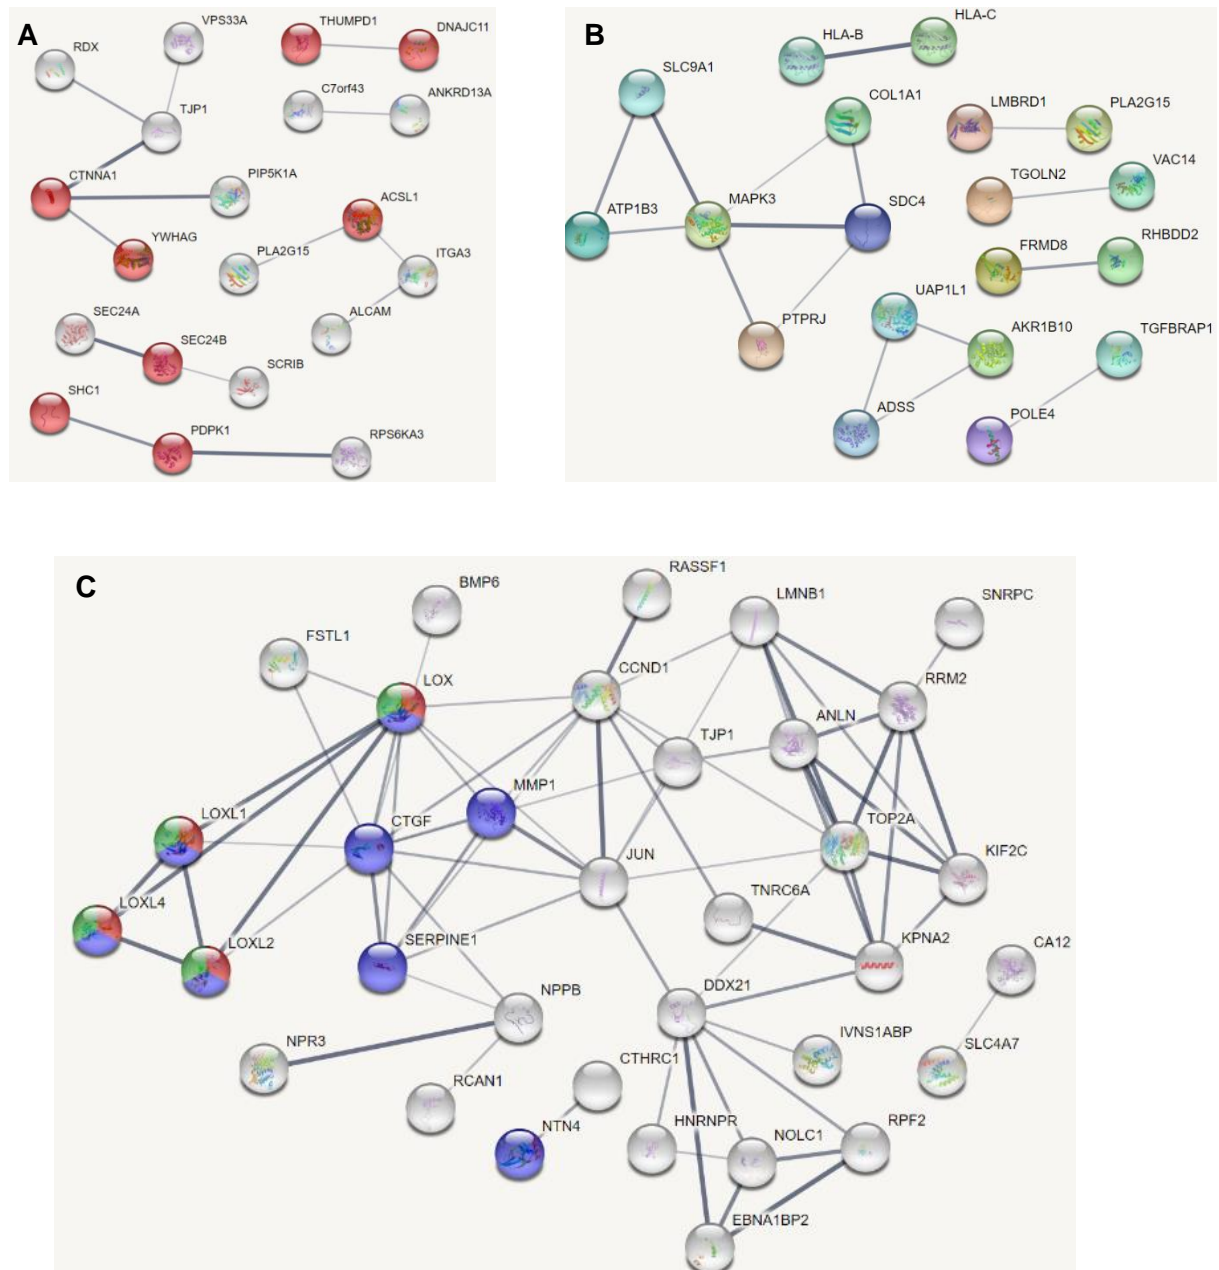 A
VPS33A
THUMPD1
DNAJC11
RDX
TJP1
C7orf43
ANKRD13A
CTNNA1
PIP5K1A
ACSL1
YWHAG
PLA2G15
ITGA3
SEC24A
ALCAM
SEC24B
SCRIB
SHC1
PDPK1
RPS6KA3
B
HLA-B
HLA-C
SLC9A1
COL1A1
LMBRD1
PLA2G15
ATP1B3
MAPK3
SDC4
TGOLN2
VAC14
PTPRJ
FRMD8
RHBDD2
UAP1L1
AKR1B10
TGFBRAP1
ADSS
POLE4
C
BMP6
RASSF1
LMNB1
SNRPC
FSTL1
LOX
CCND1
RRM2
TJP1
ANLN
LOXL1
CTGF
MMP1
TOP2A
JUN
KIF2C
LOXL4
TNRC6A
LOXL2
SERPINE1
KPNA2
CA12
NPPB
DDX21
NPR3
IVNS1ABP
SLC4A7
RCAN1
CTHRC1
NTN4
HNRNPR
NOLC1
RPF2
EBNA1BP2